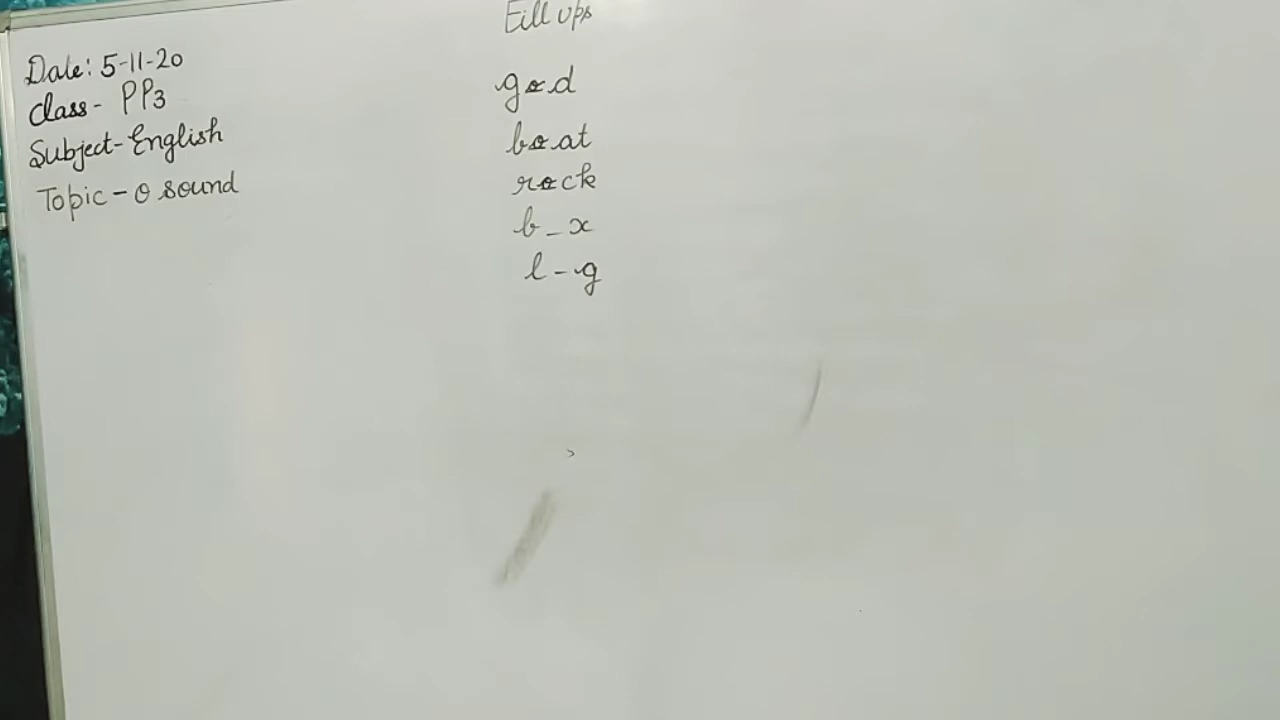 Date: 5-11-20
Class- PP3
Subject-English
Topic - o sound
Fill ups
god
boat
rock
b_x
l-g